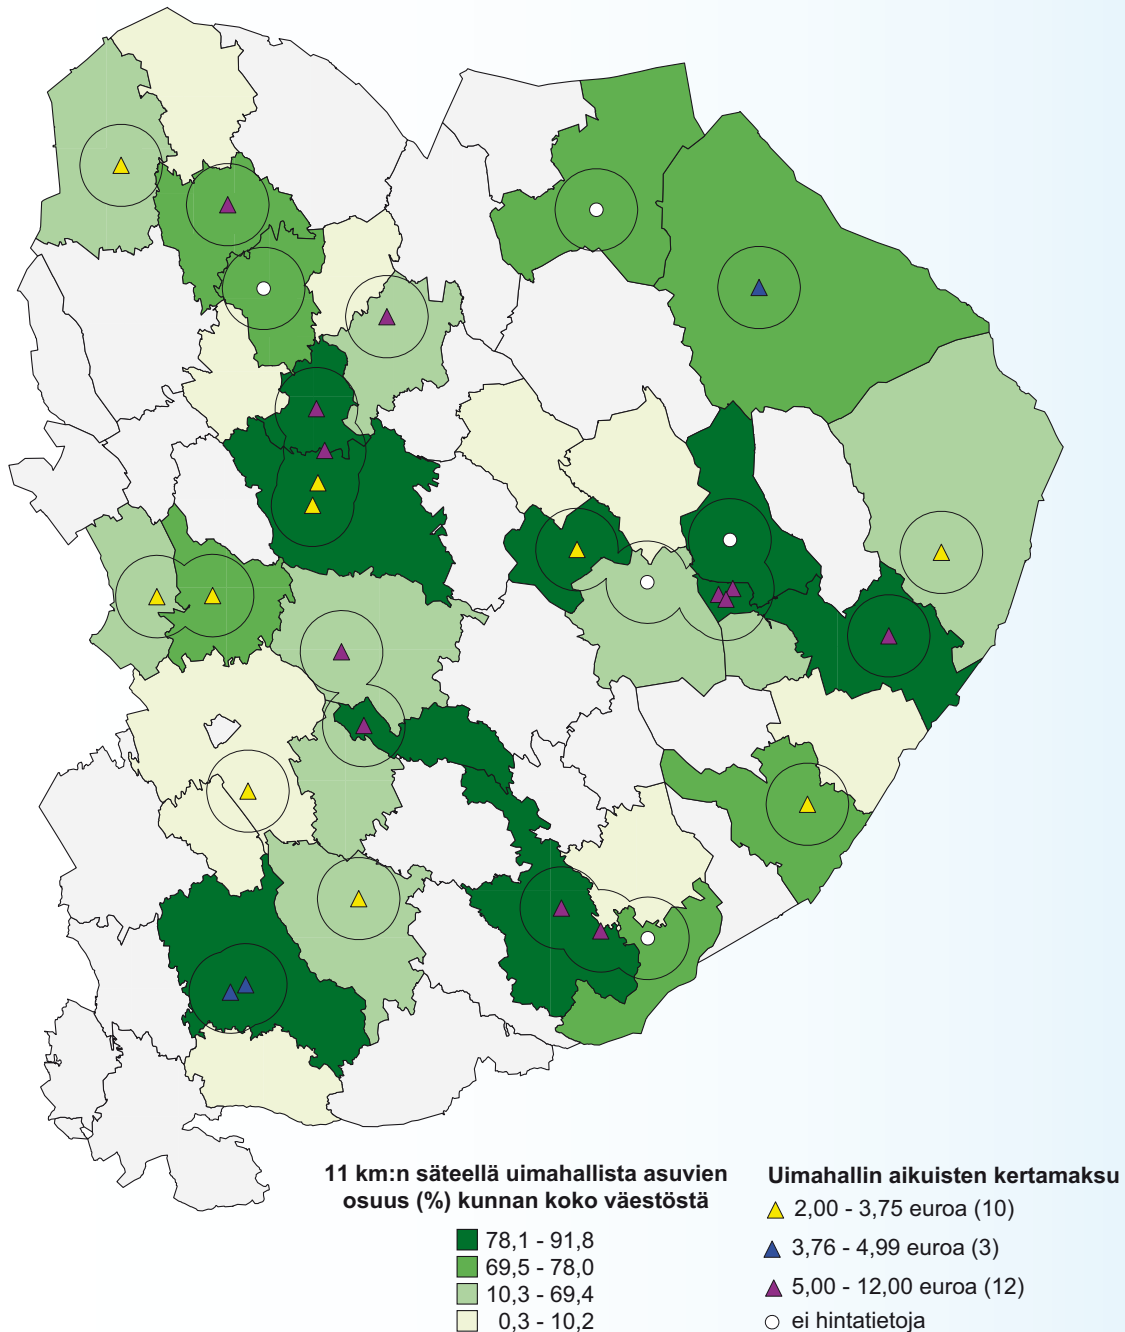 11 km:n säteellä uimahallista asuvien
osuus (%) kunnan koko väestöstä
78,1 - 91,8
69,5 - 78,0
10,3 - 69,4
0,3 - 10,2
Uimahallin aikuisten kertamaksu
2,00 - 3,75 euroa (10)
3,76 - 4,99 euroa (3)
5,00 - 12,00 euroa (12)
ei hintatietoja